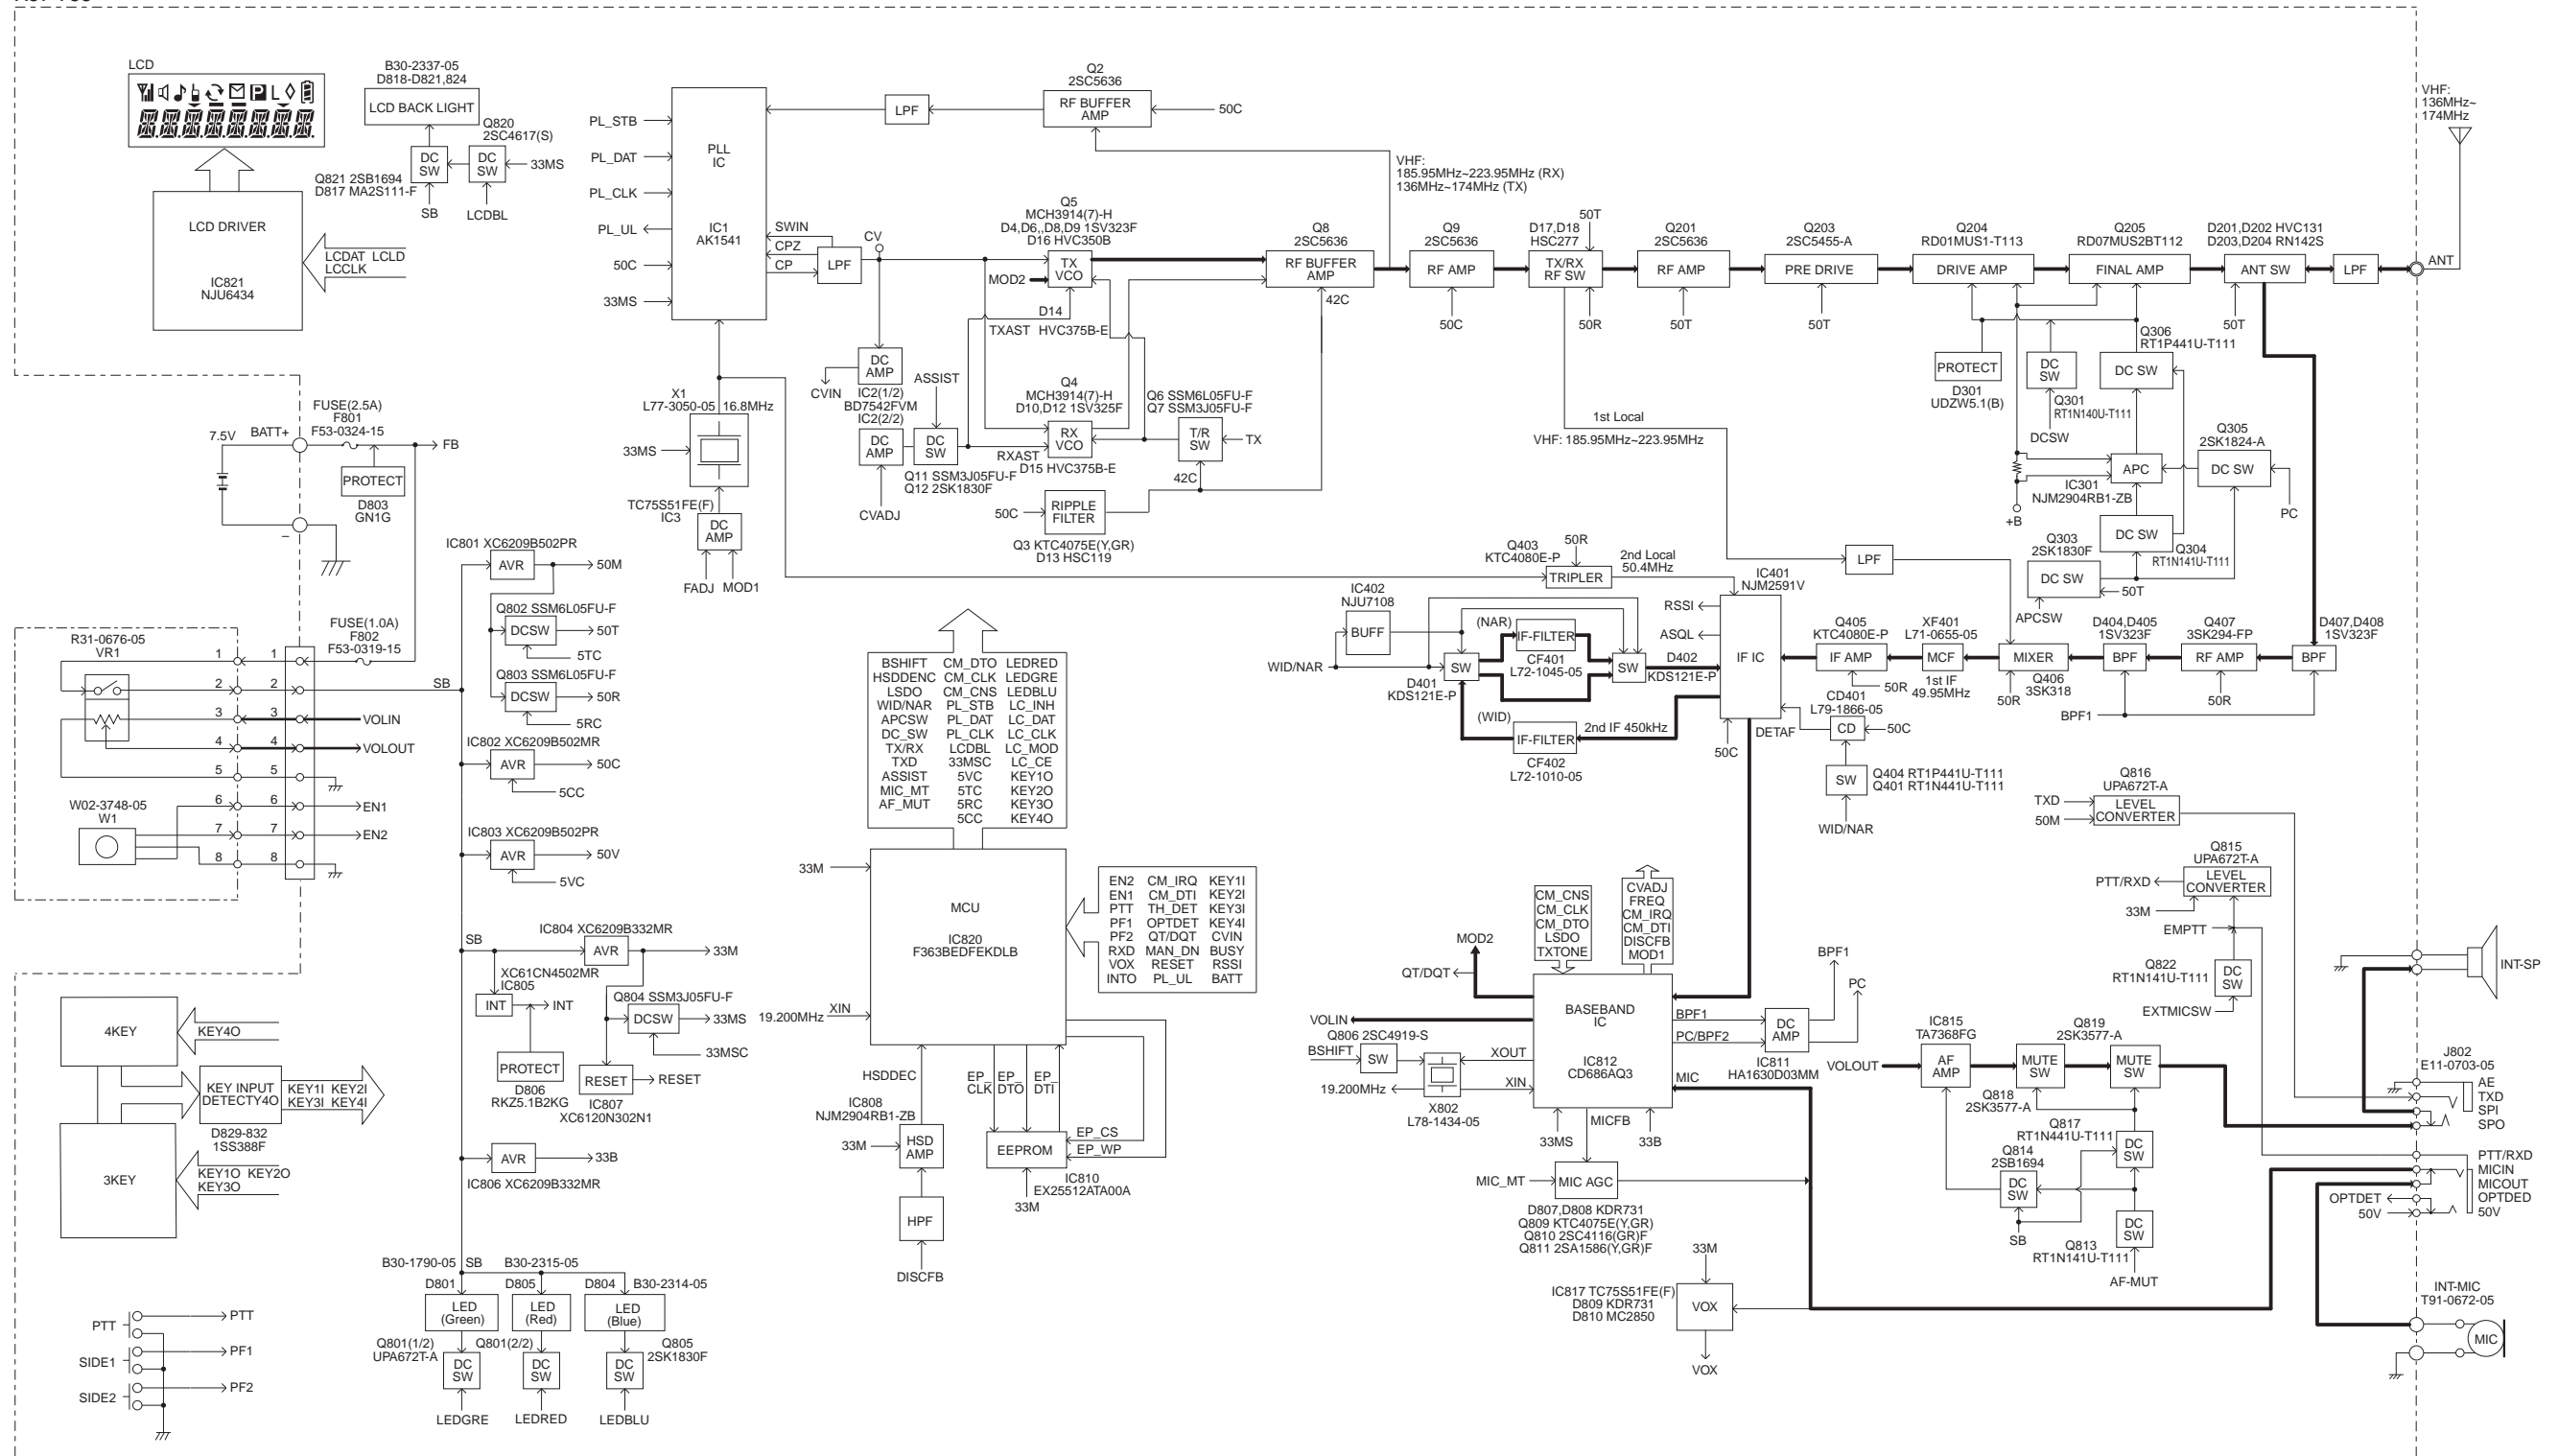 LCD
B30-2337-05
D818-D821,824
LCD BACK LIGHT
Q820
2SC4617(S)
DC
SW
DC
SW
33MS
Q821 2SB1694
D817 MA2S111-F
SB
LCDBL
LCD DRIVER
IC821
NJU6434
LCDAT LCLD
LCCLK
PL_STB
PL_DAT
PL_CLK
PL_UL
50C
33MS
PLL
IC
IC1
AK1541
SWIN
CPZ
CP
LPF
CV
LPF
Q2
2SC5636
RF BUFFER
AMP
50C
VHF:
185.95MHz~223.95MHz (RX)
136MHz~174MHz (TX)
Q5
MCH3914(7)-H
D4,D6,,D8,D9 1SV323F
D16 HVC350B
TX
VCO
MOD2
D14
TXAST HVC375B-E
Q8
2SC5636
RF BUFFER
AMP
42C
Q9
2SC5636
RF AMP
50C
D17,D18
HSC277
50T
TX/RX
RF SW
50R
Q201
2SC5636
RF AMP
50T
Q203
2SC5455-A
PRE DRIVE
50T
Q204
RD01MUS1-T113
DRIVE AMP
Q205
RD07MUS2BT112
FINAL AMP
D201,D202 HVC131
D203,D204 RN142S
ANT SW
50T
LPF
ANT
VHF:
136MHz~
174MHz
DC
AMP
CVIN
IC2(1/2)
BD7542FVM
IC2(2/2)
DC
AMP
CVADJ
ASSIST
DC
SW
Q11 SSM3J05FU-F
Q12 2SK1830F
Q4
MCH3914(7)-H
D10,D12 1SV325F
RX
VCO
RXAST
D15 HVC375B-E
Q6 SSM6L05FU-F
Q7 SSM3J05FU-F
T/R
SW
TX
42C
50C
RIPPLE
FILTER
Q3 KTC4075E(Y,GR)
D13 HSC119
1st Local
VHF: 185.95MHz~223.95MHz
PROTECT
D301
UDZW5.1(B)
DC
SW
Q301
RT1N140U-T111
DCSW
Q306
RT1P441U-T111
DC SW
APC
IC301
NJM2904RB1-ZB
+B
Q305
2SK1824-A
DC SW
PC
DC SW
Q304
RT1N141U-T111
Q303
2SK1830F
DC SW
50T
APCSW
X1
L77-3050-05 16.8MHz
33MS
TC75S51FE(F)
IC3
DC
AMP
FADJ
MOD1
7.5V
BATT+
–
FUSE(2.5A)
F801
F53-0324-15
FB
PROTECT
D803
GN1G
FUSE(1.0A)
F802
F53-0319-15
R31-0676-05
VR1
1 1
2 2
3 3
4 4
5 5
6 6
7 7
8 8
SB
VOLIN
VOLOUT
EN1
EN2
W02-3748-05
W1
IC801 XC6209B502PR
AVR
50M
Q802 SSM6L05FU-F
DCSW
50T
5TC
Q803 SSM6L05FU-F
DCSW
50R
5RC
IC802 XC6209B502MR
AVR
50C
5CC
IC803 XC6209B502PR
AVR
50V
5VC
SB
IC804 XC6209B332MR
AVR
33M
XC61CN4502MR
IC805
INT
INT
PROTECT
D806
RKZ5.1B2KG
Q804 SSM3J05FU-F
DCSW
33MS
33MSC
RESET
RESET
IC807
XC6120N302N1
AVR
33B
IC806 XC6209B332MR
Q403
KTC4080E-P
50R
TRIPLER
2nd Local
50.4MHz
IC401
NJM2591V
RSSI
ASQL
IF IC
50C
DETAF
IC402
NJU7108
BUFF
WID/NAR
SW
D401
KDS121E-P
(NAR)
IF-FILTER
CF401
L72-1045-05
SW
D402
KDS121E-P
(WID)
IF-FILTER
2nd IF 450kHz
CF402
L72-1010-05
LPF
Q405
KTC4080E-P
IF AMP
50R
XF401
L71-0655-05
MCF
1st IF
49.95MHz
MIXER
Q406
3SK318
50R
D404,D405
1SV323F
BPF
Q407
3SK294-FP
RF AMP
50R
D407,D408
1SV323F
BPF
BPF1
CD401
L79-1866-05
CD
50C
SW
Q404 RT1P441U-T111
Q401 RT1N441U-T111
WID/NAR
BSHIFT CM_DTO LEDRED
HSDDENC CM_CLK LEDGRE
LSDO CM_CNS LEDBLU
WID/NAR PL_STB LC_INH
APCSW PL_DAT LC_DAT
DC_SW PL_CLK LC_CLK
TX/RX LCDBL LC_MOD
TXD 33MSC LC_CE
ASSIST 5VC KEY1O
MIC_MT 5TC KEY2O
AF_MUT 5RC KEY3O
5CC KEY4O
33M
MCU
IC820
F363BEDFEKDLB
19.200MHz
XIN
EN2 CM_IRQ KEY1I
EN1 CM_DTI KEY2I
PTT TH_DET KEY3I
PF1 OPTDET KEY4I
PF2 QT/DQT CVIN
RXD MAN_DN BUSY
VOX RESET RSSI
INTO PL_UL BATT
HSDDEC
IC808
NJM2904RB1-ZB
33M
HSD
AMP
HPF
DISCFB
EP_
CLK
EP_
DTO
EP_
DTI
EP_CS
EP_WP
EEPROM
IC810
EX25512ATA00A
33M
CM_CNS
CM_CLK
CM_DTO
LSDO
TXTONE
CVADJ
FREQ
CM_IRQ
CM_DTI
DISCFB
MOD1
MOD2
QT/DQT
VOLIN
BASEBAND
IC
IC812
CD686AQ3
BPF1
PC/BPF2
MIC
DC
AMP
IC811
HA1630D03MM
BPF1
PC
Q806 2SC4919-S
BSHIFT
SW
XOUT
XIN
19.200MHz
X802
L78-1434-05
33MS
MICFB
33B
MIC_MT
MIC AGC
D807,D808 KDR731
Q809 KTC4075E(Y,GR)
Q810 2SC4116(GR)F
Q811 2SA1586(Y,GR)F
33M
IC817 TC75S51FE(F)
D809 KDR731
D810 MC2850
VOX
VOX
Q816
UPA672T-A
TXD
50M
LEVEL
CONVERTER
Q815
UPA672T-A
LEVEL
CONVERTER
PTT/RXD
33M
EMPTT
Q822
RT1N141U-T111
DC
SW
EXTMICSW
VOLOUT
IC815
TA7368FG
AF
AMP
MUTE
SW
Q818
2SK3577-A
Q819
2SK3577-A
MUTE
SW
Q817
RT1N441U-T111
DC
SW
Q814
2SB1694
DC
SW
SB
Q813
RT1N141U-T111
DC
SW
AF-MUT
INT-SP
J802
E11-0703-05
AE
TXD
SPI
SPO
PTT/RXD
MICIN
MICOUT
OPTDED
50V
OPTDET
50V
INT-MIC
T91-0672-05
MIC
4KEY
KEY4O
KEY INPUT
DETECTY4O
KEY1I KEY2I
KEY3I KEY4I
D829-832
1SS388F
3KEY
KEY1O KEY2O
KEY3O
B30-1790-05
SB
B30-2315-05
D801
D805
D804
B30-2314-05
LED
(Green)
LED
(Red)
LED
(Blue)
Q801(1/2)
UPA672T-A
Q801(2/2)
Q805
2SK1830F
DC
SW
DC
SW
DC
SW
LEDGRE
LEDRED
LEDBLU
PTT
PTT
SIDE1
PF1
SIDE2
PF2